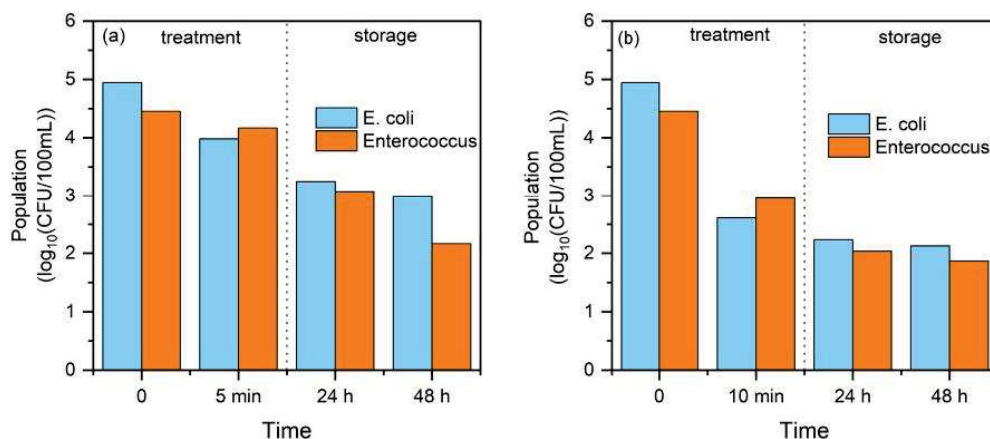 (a)
treatment
storage
6
5
4
3
2
1
0
Population
(log₁₀(CFU/100mL))
E. coli
Enterococcus
0
5 min
24 h
48 h
Time
(b)
treatment
storage
6
5
4
3
2
1
0
Population
(log₁₀(CFU/100mL))
E. coli
Enterococcus
0
10 min
24 h
48 h
Time